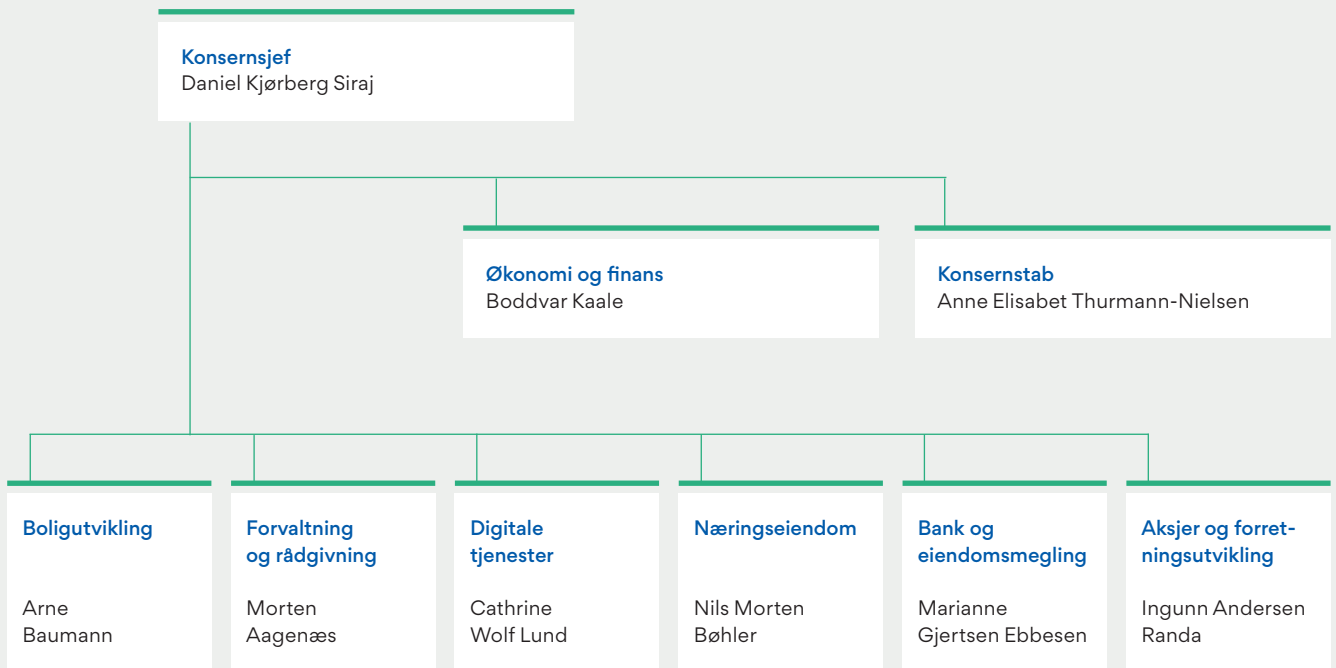 Konsernsjef
Daniel Kjørberg Siraj
Økonomi og finans
Boddvar Kaale
Konsernstab
Anne Elisabet Thurmann-Nielsen
Boligutvikling
Arne
Baumann
Forvaltning
og rådgivning
Morten
Aagenæs
Digitale
tjenester
Cathrine
Wolf Lund
Næringseiendom
Nils Morten
Bøhler
Bank og
eiendomsmegling
Marianne
Gjertsen Ebbesen
Aksjer og forret-
ningsutvikling
Ingunn Andersen
Randa